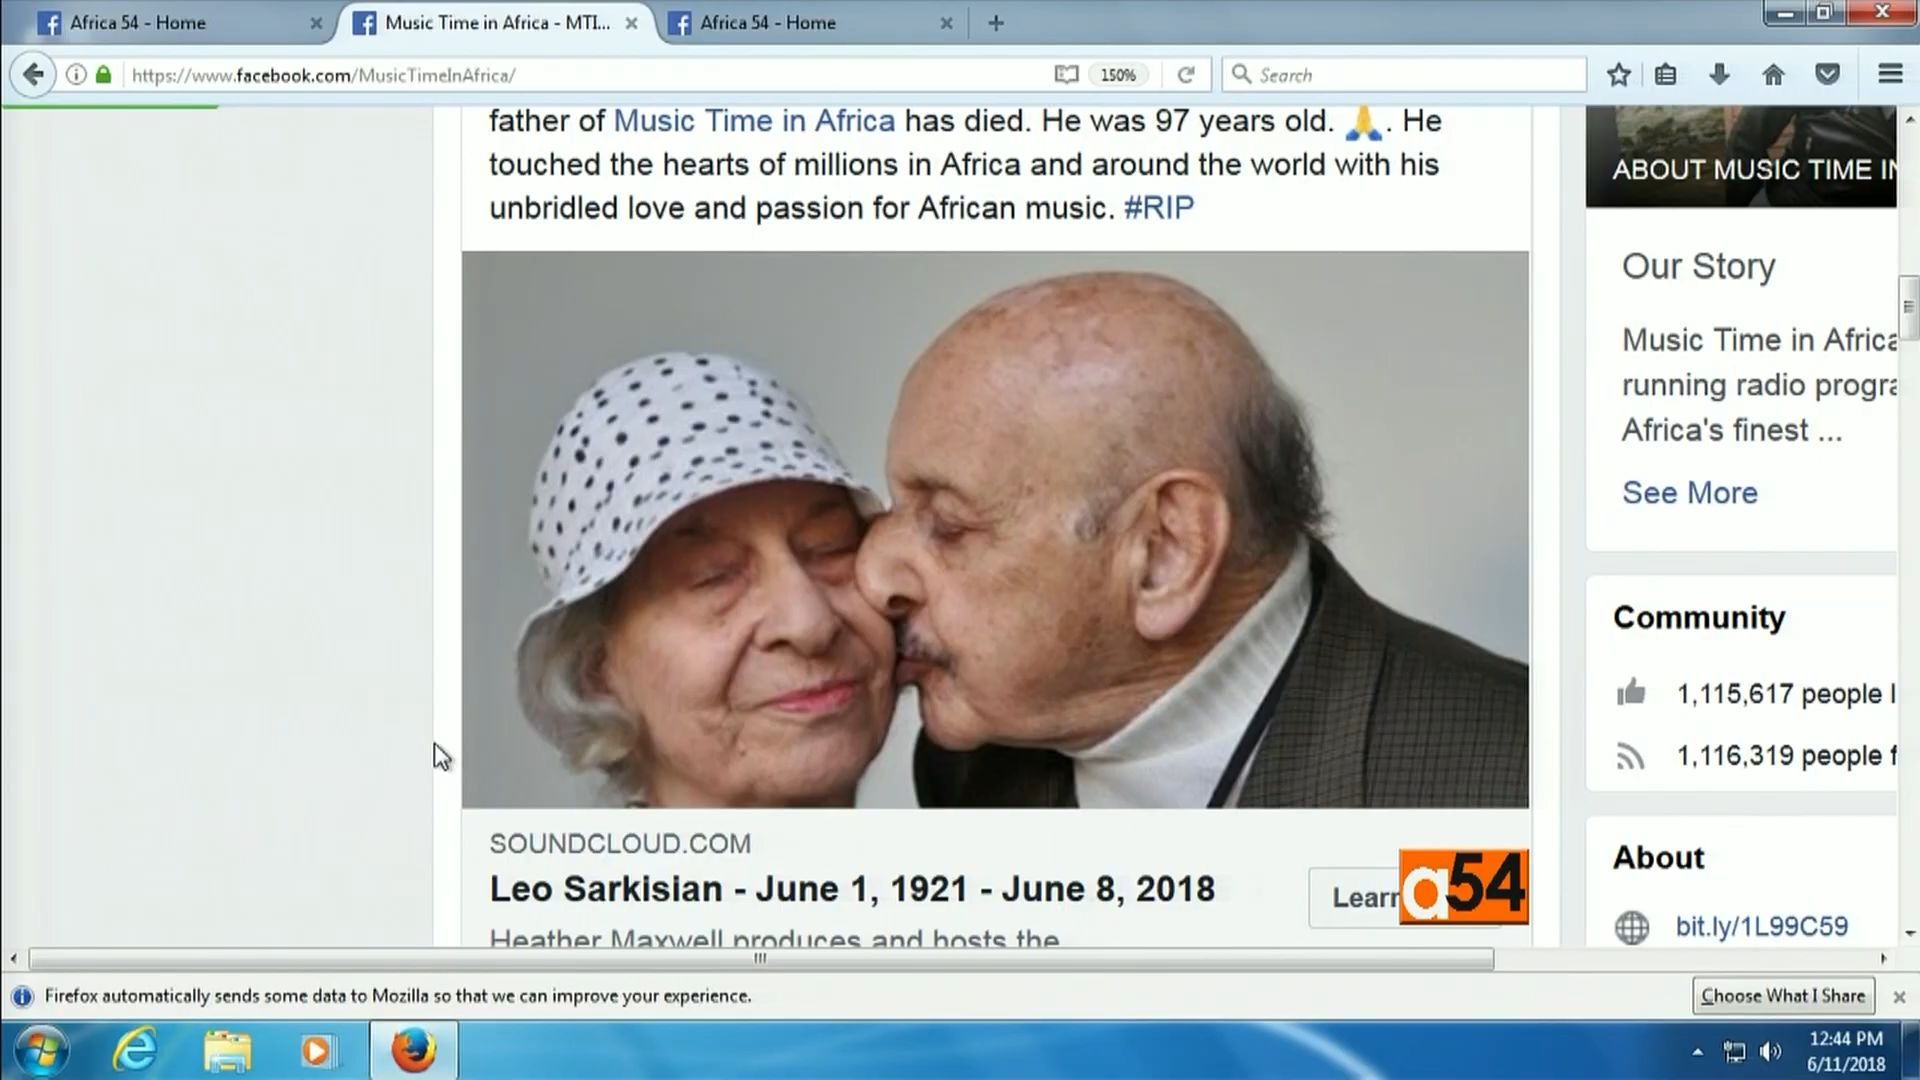 Africa 54 - Home
Music Time in Africa - MTI...
Africa 54 - Home
https://www.facebook.com/MusicTimeInAfrica/
150%
Search
father of Music Time in Africa has died. He was 97 years old. 🙏. He
touched the hearts of millions in Africa and around the world with his
unbridled love and passion for African music. #RIP
SOUNDCLOUD.COM
Leo Sarkisian - June 1, 1921 - June 8, 2018
Learn
a54
Heather Maxwell produces and hosts the
ABOUT MUSIC TIME IN
Our Story
Music Time in Africa
running radio progra
Africa's finest ...
See More
Community
1,115,617 people l
1,116,319 people f
About
bit.ly/1L99C59
Firefox automatically sends some data to Mozilla so that we can improve your experience.
Choose What I Share
12:44 PM
6/11/2018